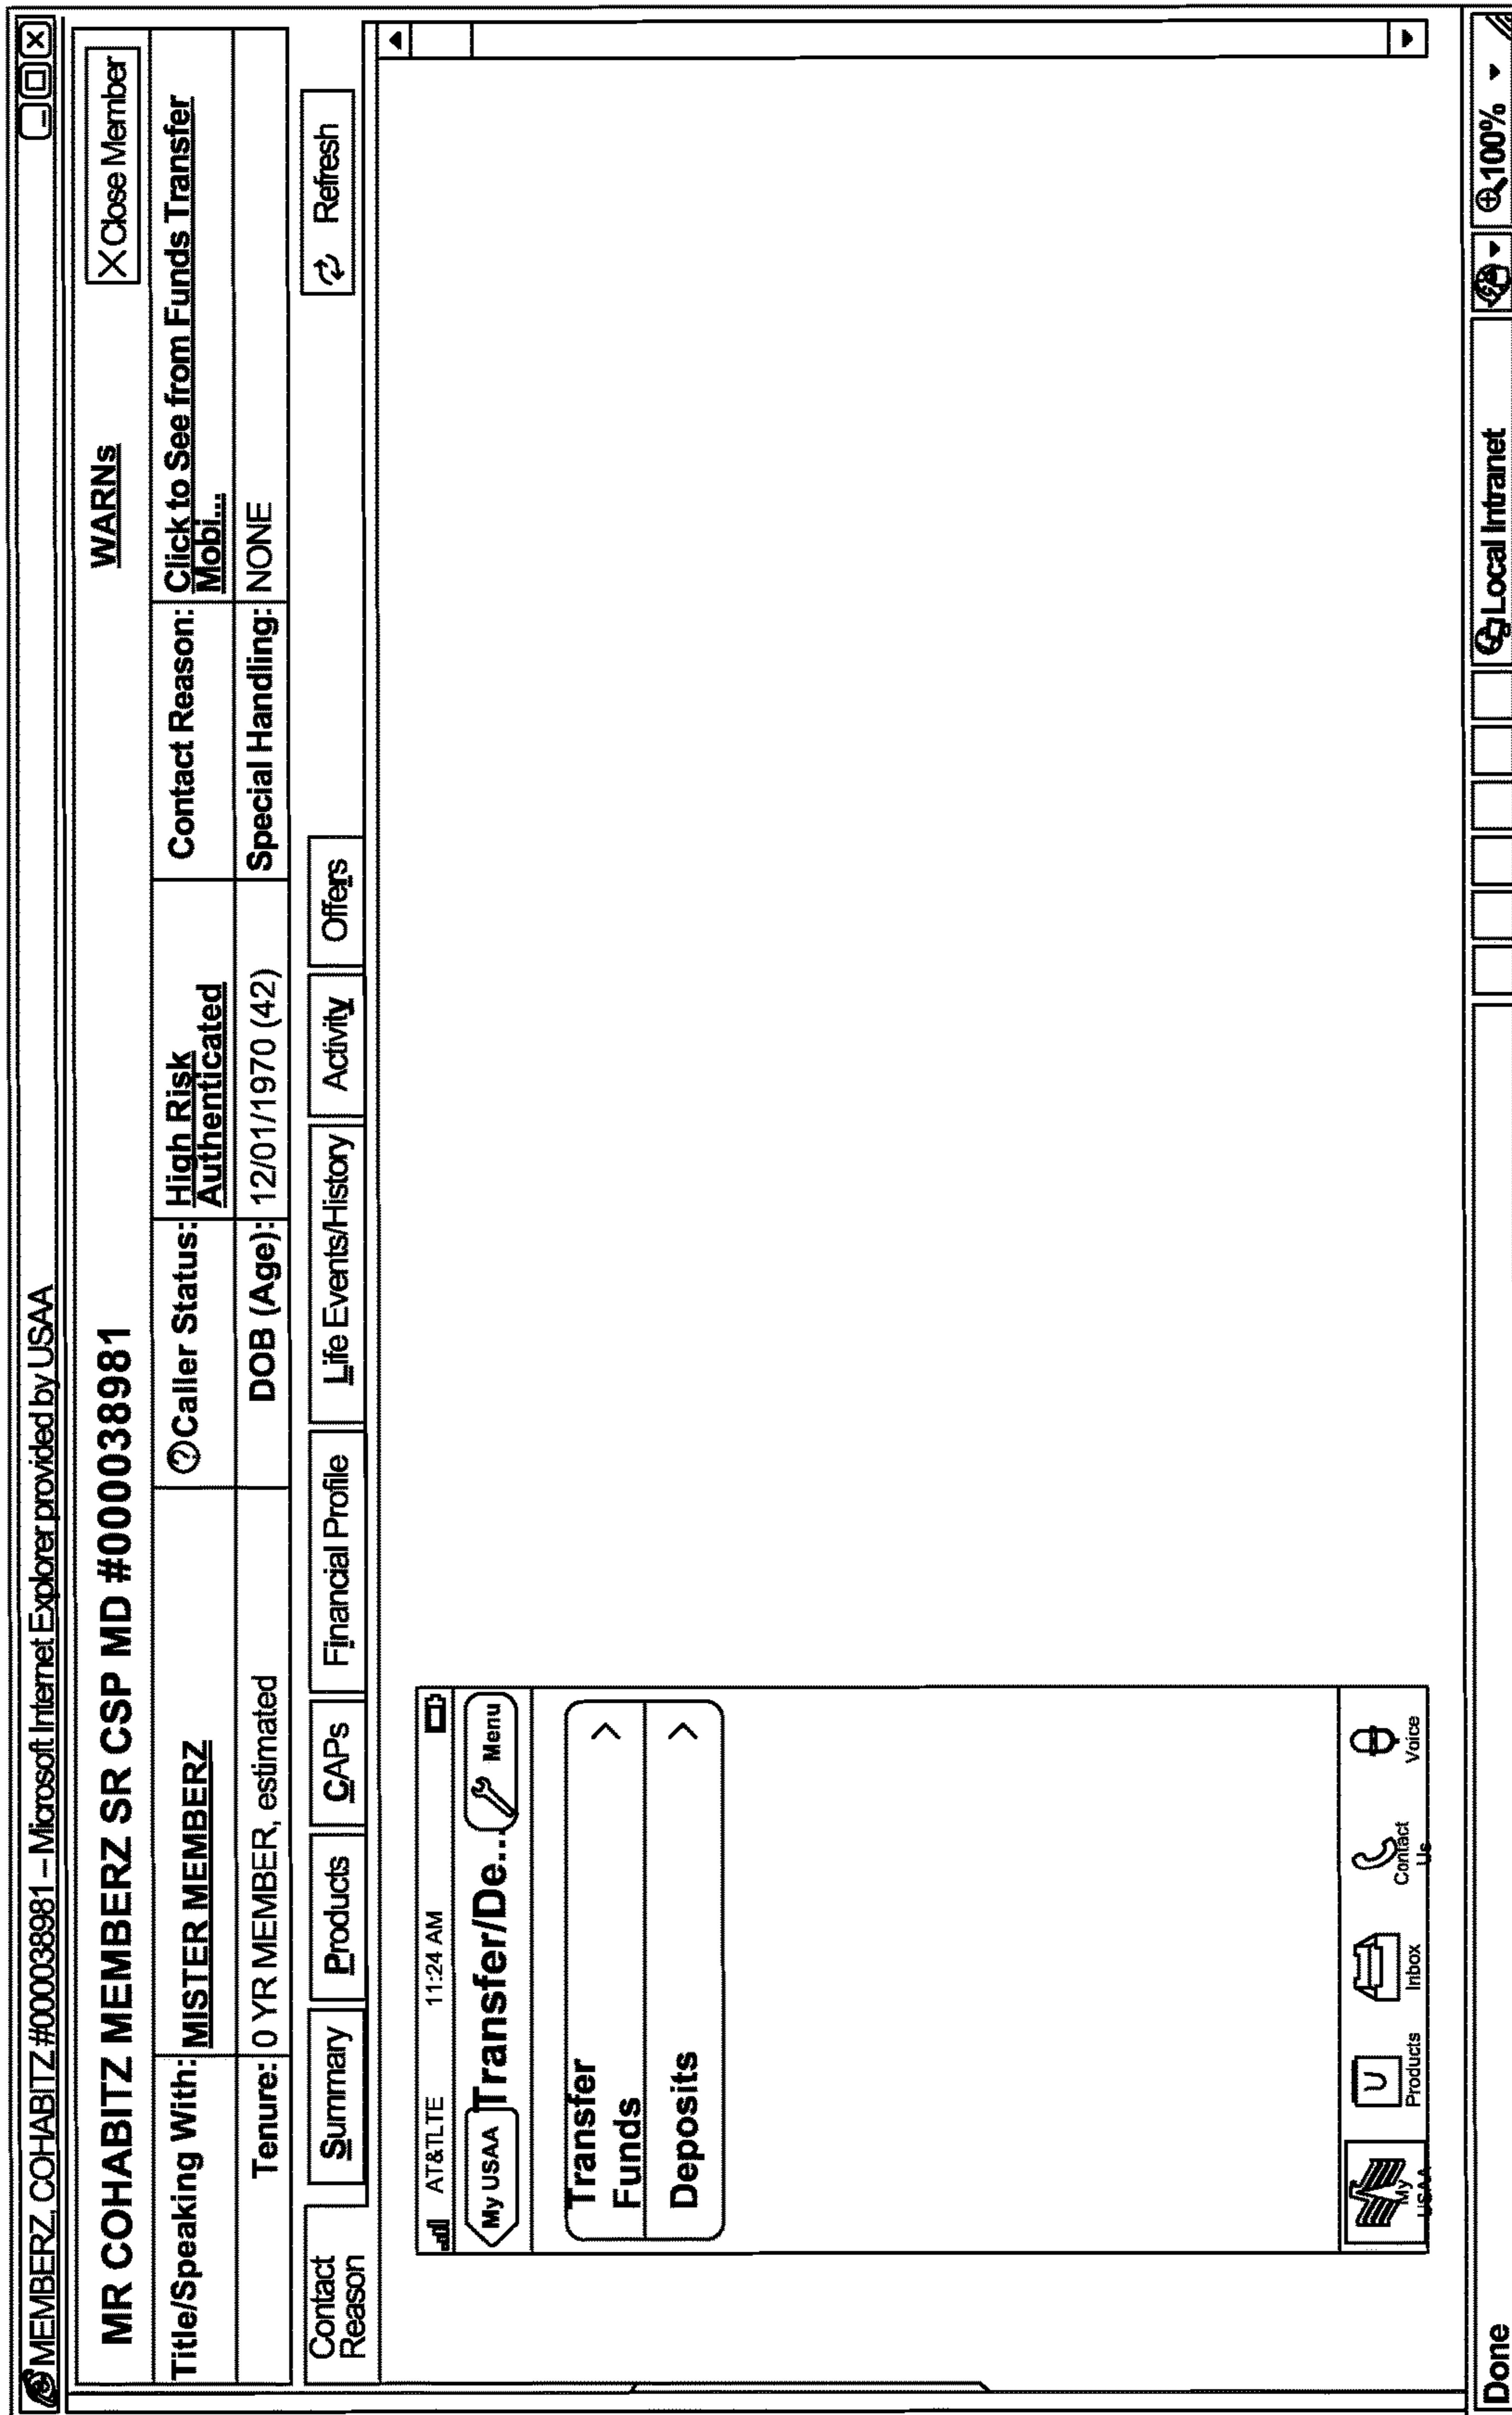 MEMBERZ, COHABITZ #000038981 – Microsoft Internet Explorer provided by USAA
MR COHABITZ MEMBERZ SR CSP MD #000038981
WARNs
X Close Member
Title/Speaking With: MISTER MEMBERZ
Caller Status: High Risk
Authenticated
Contact Reason: Click to See from Funds Transfer
Mobi...
Tenure: 0 YR MEMBER, estimated
DOB (Age): 12/01/1970 (42)
Special Handling: NONE
Contact
Reason
Summary
Products
CAPs
Financial Profile
Life Events/History
Activity
Offers
Refresh
AT&TLTE 11:24 AM
My USAA
Transfer/De...
Menu
Transfer
Funds >
Deposits >
My
USAA
U
Products
Inbox
Contact
Us
Voice
Done
Local Intranet
100%